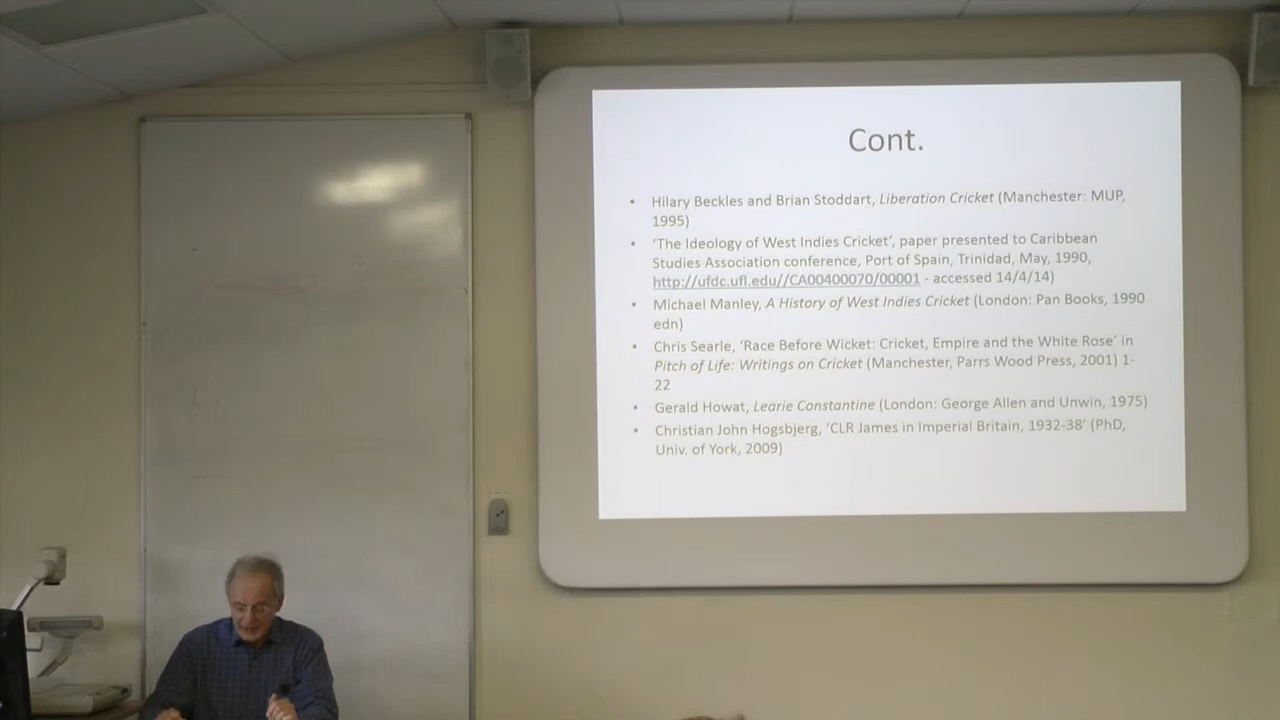 Cont.
• Hilary Beckles and Brian Stoddart, Liberation Cricket (Manchester: MUP,
1995)
• 'The Ideology of West Indies Cricket', paper presented to Caribbean
Studies Association conference, Port of Spain, Trinidad, May, 1990,
http://ufdc.ufl.edu//CA00400070/00001 - accessed 14/4/14)
• Michael Manley, A History of West Indies Cricket (London: Pan Books, 1990
edn)
• Chris Searle, 'Race Before Wicket: Cricket, Empire and the White Rose' in
Pitch of Life: Writings on Cricket (Manchester, Parrs Wood Press, 2001) 1-
22
• Gerald Howat, Learie Constantine (London: George Allen and Unwin, 1975)
• Christian John Hogsbjerg, 'CLR James in Imperial Britain, 1932-38' (PhD,
Univ. of York, 2009)